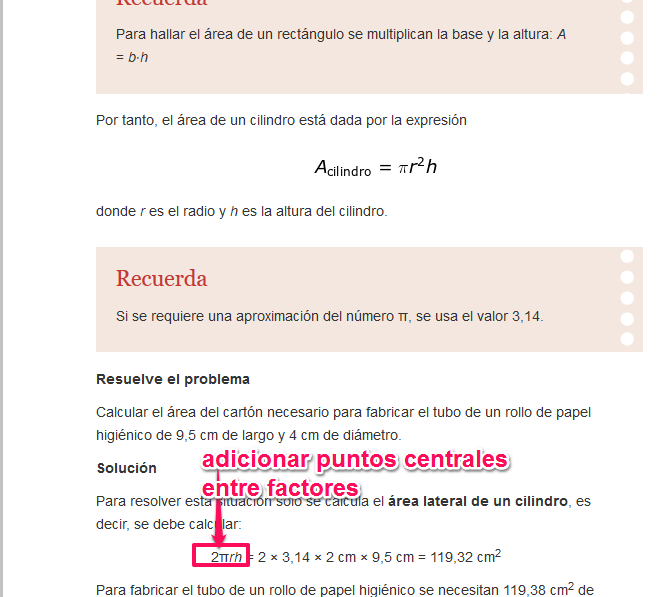 Recuerda
Para hallar el área de un rectángulo se multiplican la base y la altura: A
= b·h
Por tanto, el área de un cilindro está dada por la expresión
A cilindro = πr²h
donde r es el radio y h es la altura del cilindro.
Recuerda
Si se requiere una aproximación del número π, se usa el valor 3,14.
Resuelve el problema
Calcular el área del cartón necesario para fabricar el tubo de un rollo de papel
higiénico de 9,5 cm de largo y 4 cm de diámetro.
adicionar puntos centrales
Solución
entre factores
Para resolver esta situación solo se calcula el área lateral de un cilindro, es
decir, se debe calcular:
2πrh = 2 × 3,14 × 2 cm × 9,5 cm = 119,32 cm²
Para fabricar el tubo de un rollo de papel higiénico se necesitan 119,38 cm² de